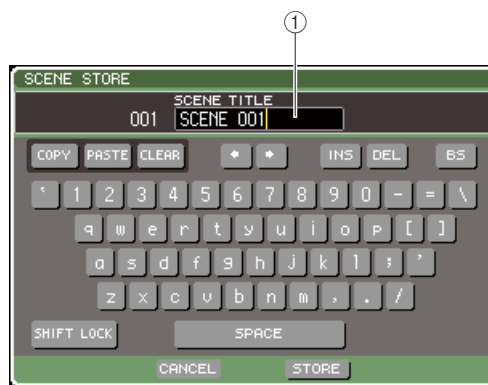 ①
SCENE STORE
SCENE TITLE
001 SCENE 001
COPY PASTE CLEAR INS DEL BS
` 1 2 3 4 5 6 7 8 9 0 - = \
q w e r t y u i o p [ ]
a s d f g h j k l ; '
z x c v b n m , . /
SHIFT LOCK SPACE
CANCEL STORE